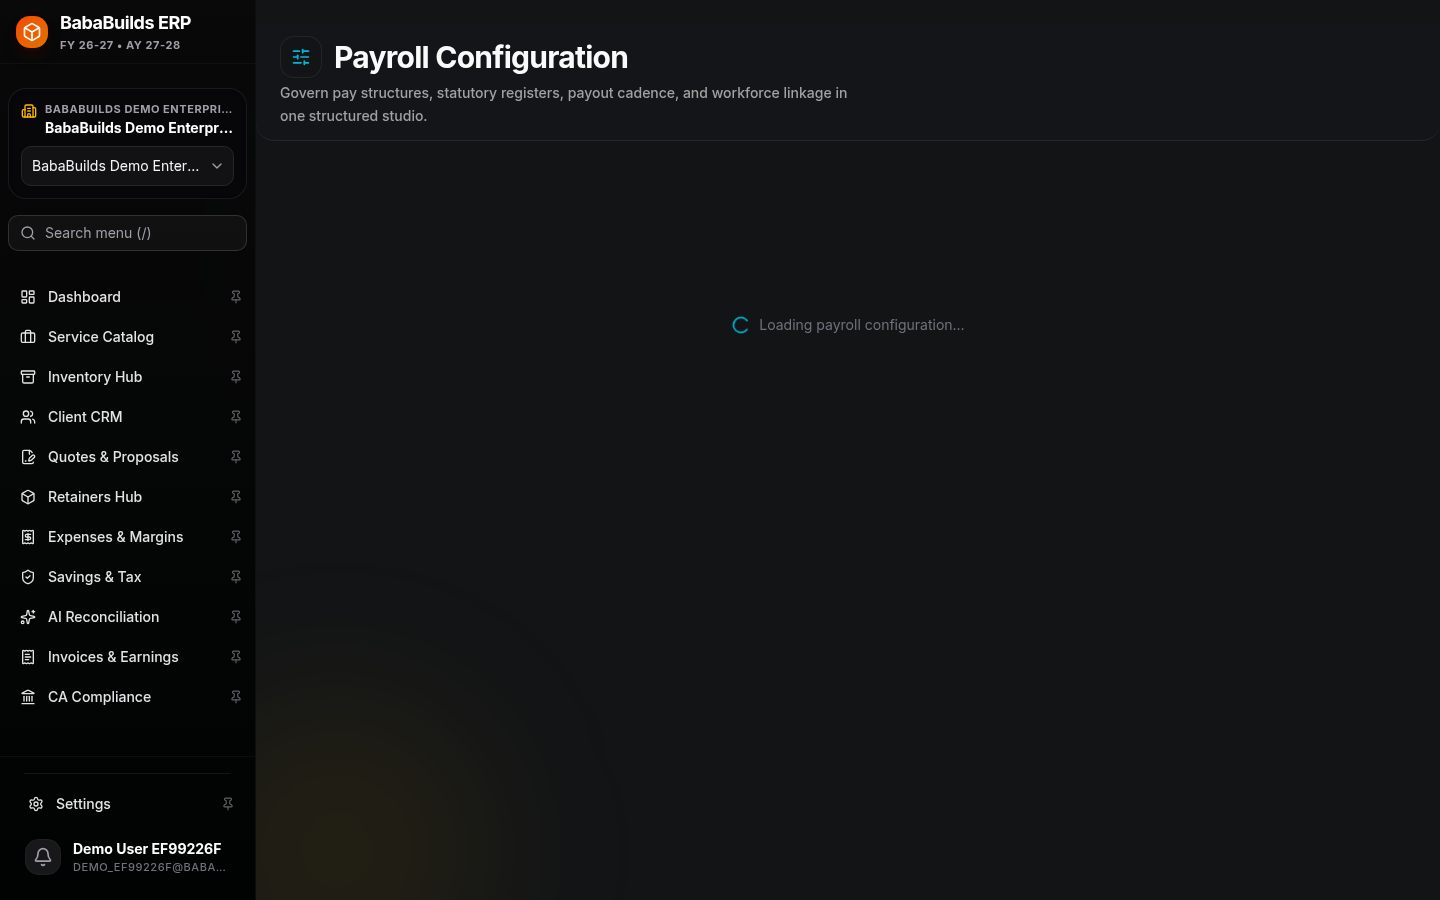 BabaBuilds ERP
FY 26-27 • AY 27-28
BABABUILDS DEMO ENTERPRI...
BabaBuilds Demo Enterpr...
BabaBuilds Demo Enter...
Search menu (/)
Dashboard
Service Catalog
Inventory Hub
Client CRM
Quotes & Proposals
Retainers Hub
Expenses & Margins
Savings & Tax
AI Reconciliation
Invoices & Earnings
CA Compliance
Settings
Demo User EF99226F
DEMO_EF99226F@BABA...
Payroll Configuration
Govern pay structures, statutory registers, payout cadence, and workforce linkage in
one structured studio.
Loading payroll configuration...